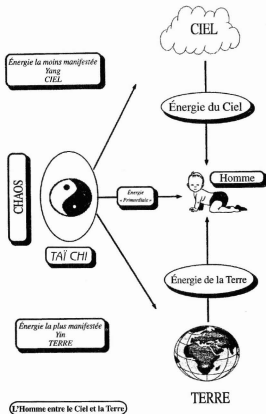 CIEL
Énergie la moins manifestée
Yang
CIEL
Énergie du Ciel
Homme
CHAOS
Énergie
« Primordiale »
TAÏ CHI
Énergie de la Terre
Énergie la plus manifestée
Yin
TERRE
TERRE
L'Homme entre le Ciel et la Terre